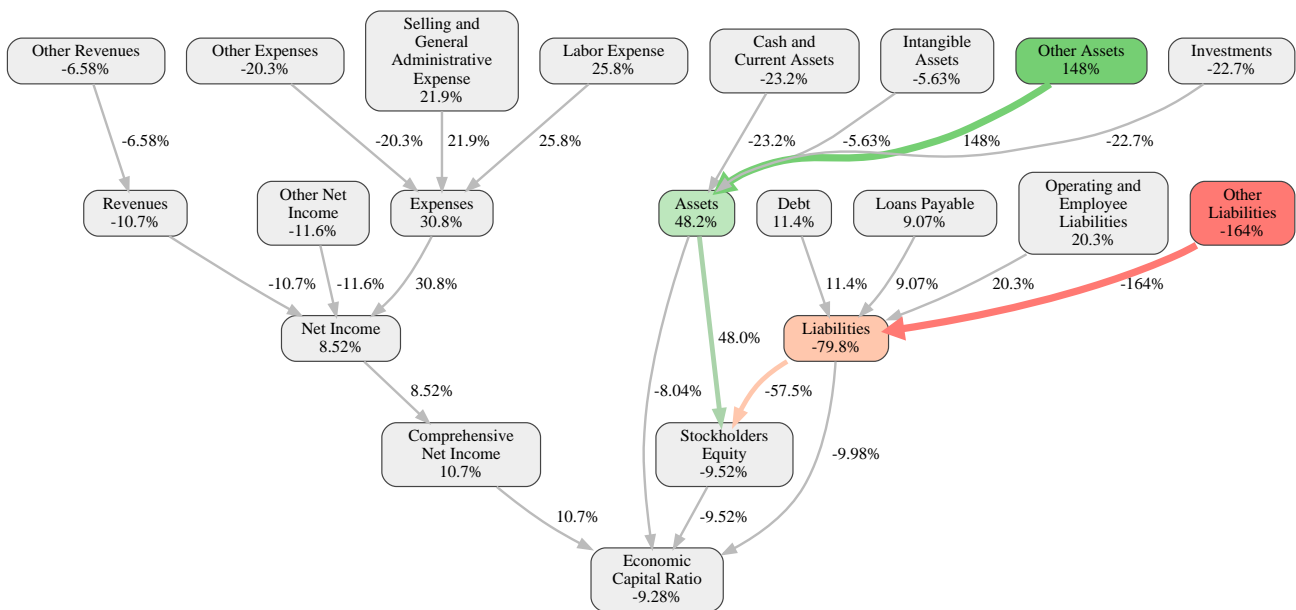 Other Revenues
-6.58%
Other Expenses
-20.3%
Selling and
General
Administrative
Expense
21.9%
Labor Expense
25.8%
Cash and
Current Assets
-23.2%
Intangible
Assets
-5.63%
Other Assets
148%
Investments
-22.7%
-6.58%
-20.3%
21.9%
25.8%
-23.2%
-5.63%
148%
-22.7%
Revenues
-10.7%
Other Net
Income
-11.6%
Expenses
30.8%
Assets
48.2%
Debt
11.4%
Loans Payable
9.07%
Operating and
Employee
Liabilities
20.3%
Other
Liabilities
-164%
-10.7%
-11.6%
30.8%
11.4%
9.07%
20.3%
-164%
Net Income
8.52%
48.0%
Liabilities
-79.8%
8.52%
-8.04%
-57.5%
Comprehensive
Net Income
10.7%
Stockholders
Equity
-9.52%
-9.98%
10.7%
-9.52%
Economic
Capital Ratio
-9.28%